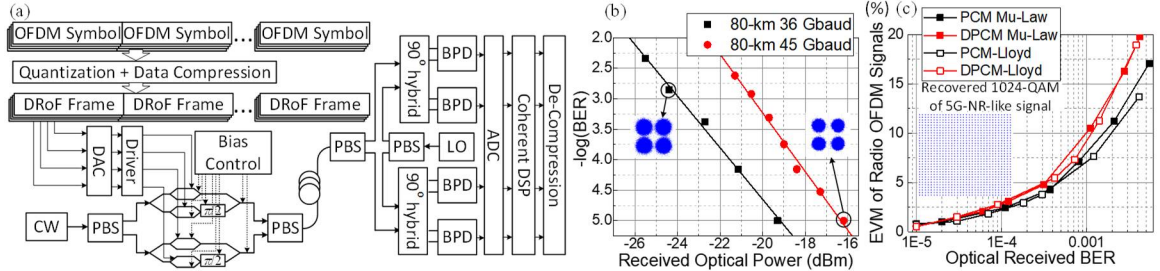 (a)
OFDM Symbol OFDM Symbol ... OFDM Symbol
Quantization + Data Compression
DRoF Frame DRoF Frame ... DRoF Frame
DAC
Driver
Bias
Control
π/2
CW
PBS
π/2
PBS
PBS
90° hybrid
BPD
BPD
PBS
LO
90° hybrid
BPD
BPD
ADC
Coherent DSP
De-Compression
(b)
80-km 36 Gbaud
80-km 45 Gbaud
-log(BER)
2.0
2.5
3.0
3.5
4.0
4.5
5.0
-26 -24 -22 -20 -18 -16
Received Optical Power (dBm)
(c)
(%)
EVM of Radio OFDM Signals
20
15
10
5
0
PCM Mu-Law
DPCM Mu-Law
PCM-Lloyd
DPCM-Lloyd
Recovered 1024-QAM
of 5G-NR-like signal
1E-5 1E-4 0.001
Optical Received BER